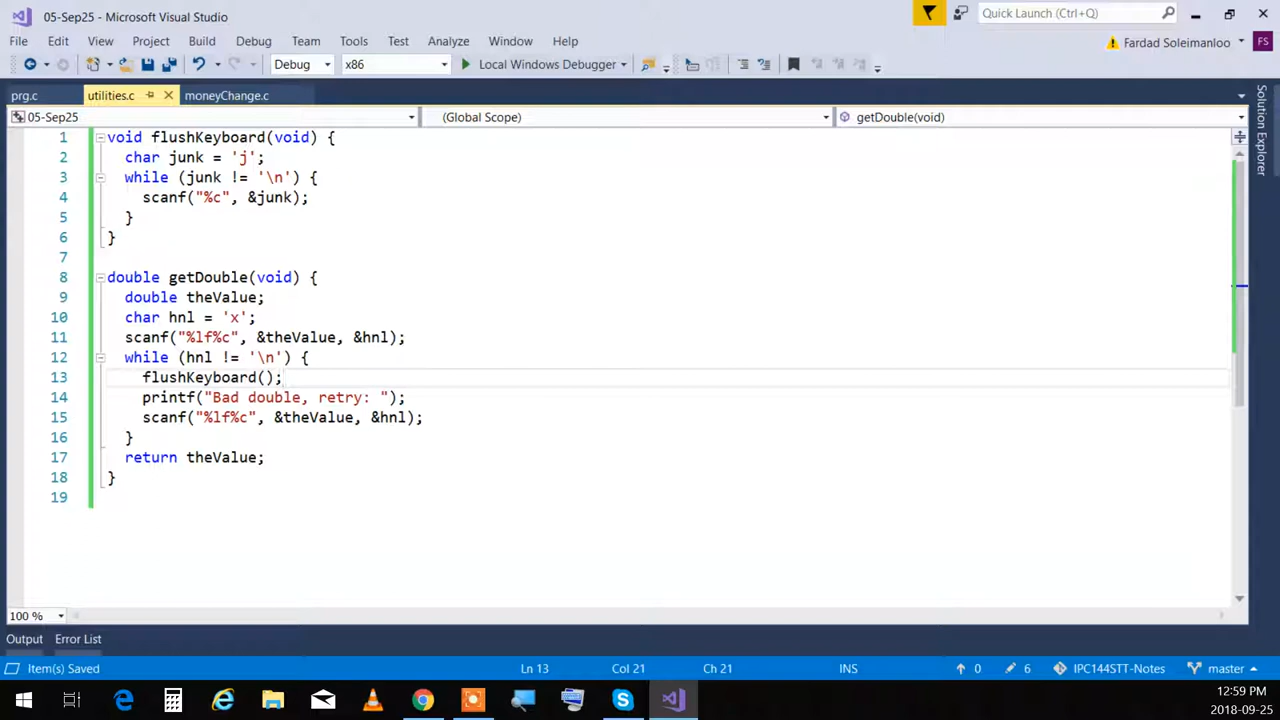 05-Sep25 - Microsoft Visual Studio
Quick Launch (Ctrl+Q)
File Edit View Project Build Debug Team Tools Test Analyze Window Help
Fardad Soleimanloo FS
Debug x86 Local Windows Debugger
prg.c utilities.c moneyChange.c
05-Sep25 (Global Scope) getDouble(void)
Solution Explorer
1 void flushKeyboard(void) {
2 char junk = 'j';
3 while (junk != '\n') {
4 scanf("%c", &junk);
5 }
6 }
7
8 double getDouble(void) {
9 double theValue;
10 char hnl = 'x';
11 scanf("%lf%c", &theValue, &hnl);
12 while (hnl != '\n') {
13 flushKeyboard();
14 printf("Bad double, retry: ");
15 scanf("%lf%c", &theValue, &hnl);
16 }
17 return theValue;
18 }
19
100 %
Output Error List
Item(s) Saved Ln 13 Col 21 Ch 21 INS 0 6 IPC144STT-Notes master
12:59 PM
2018-09-25